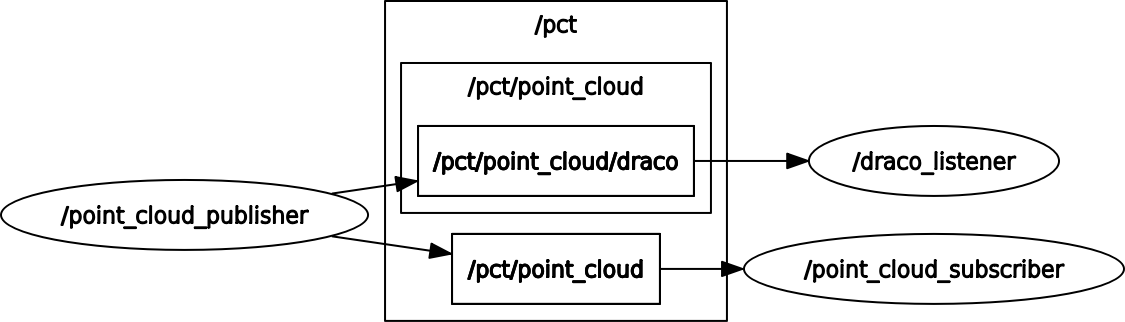 /pct
/pct/point_cloud
/pct/point_cloud/draco
/draco_listener
/point_cloud_publisher
/pct/point_cloud
/point_cloud_subscriber